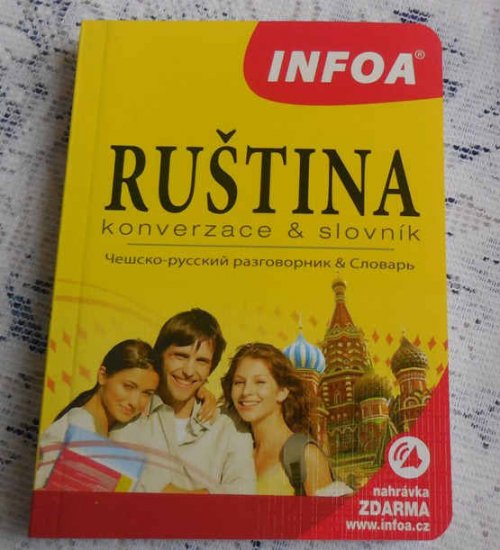 INFOA®
RUŠTINA
konverzace & slovník
Чешско-русский разговорник & Словарь
nahrávka
ZDARMA
www.infoa.cz